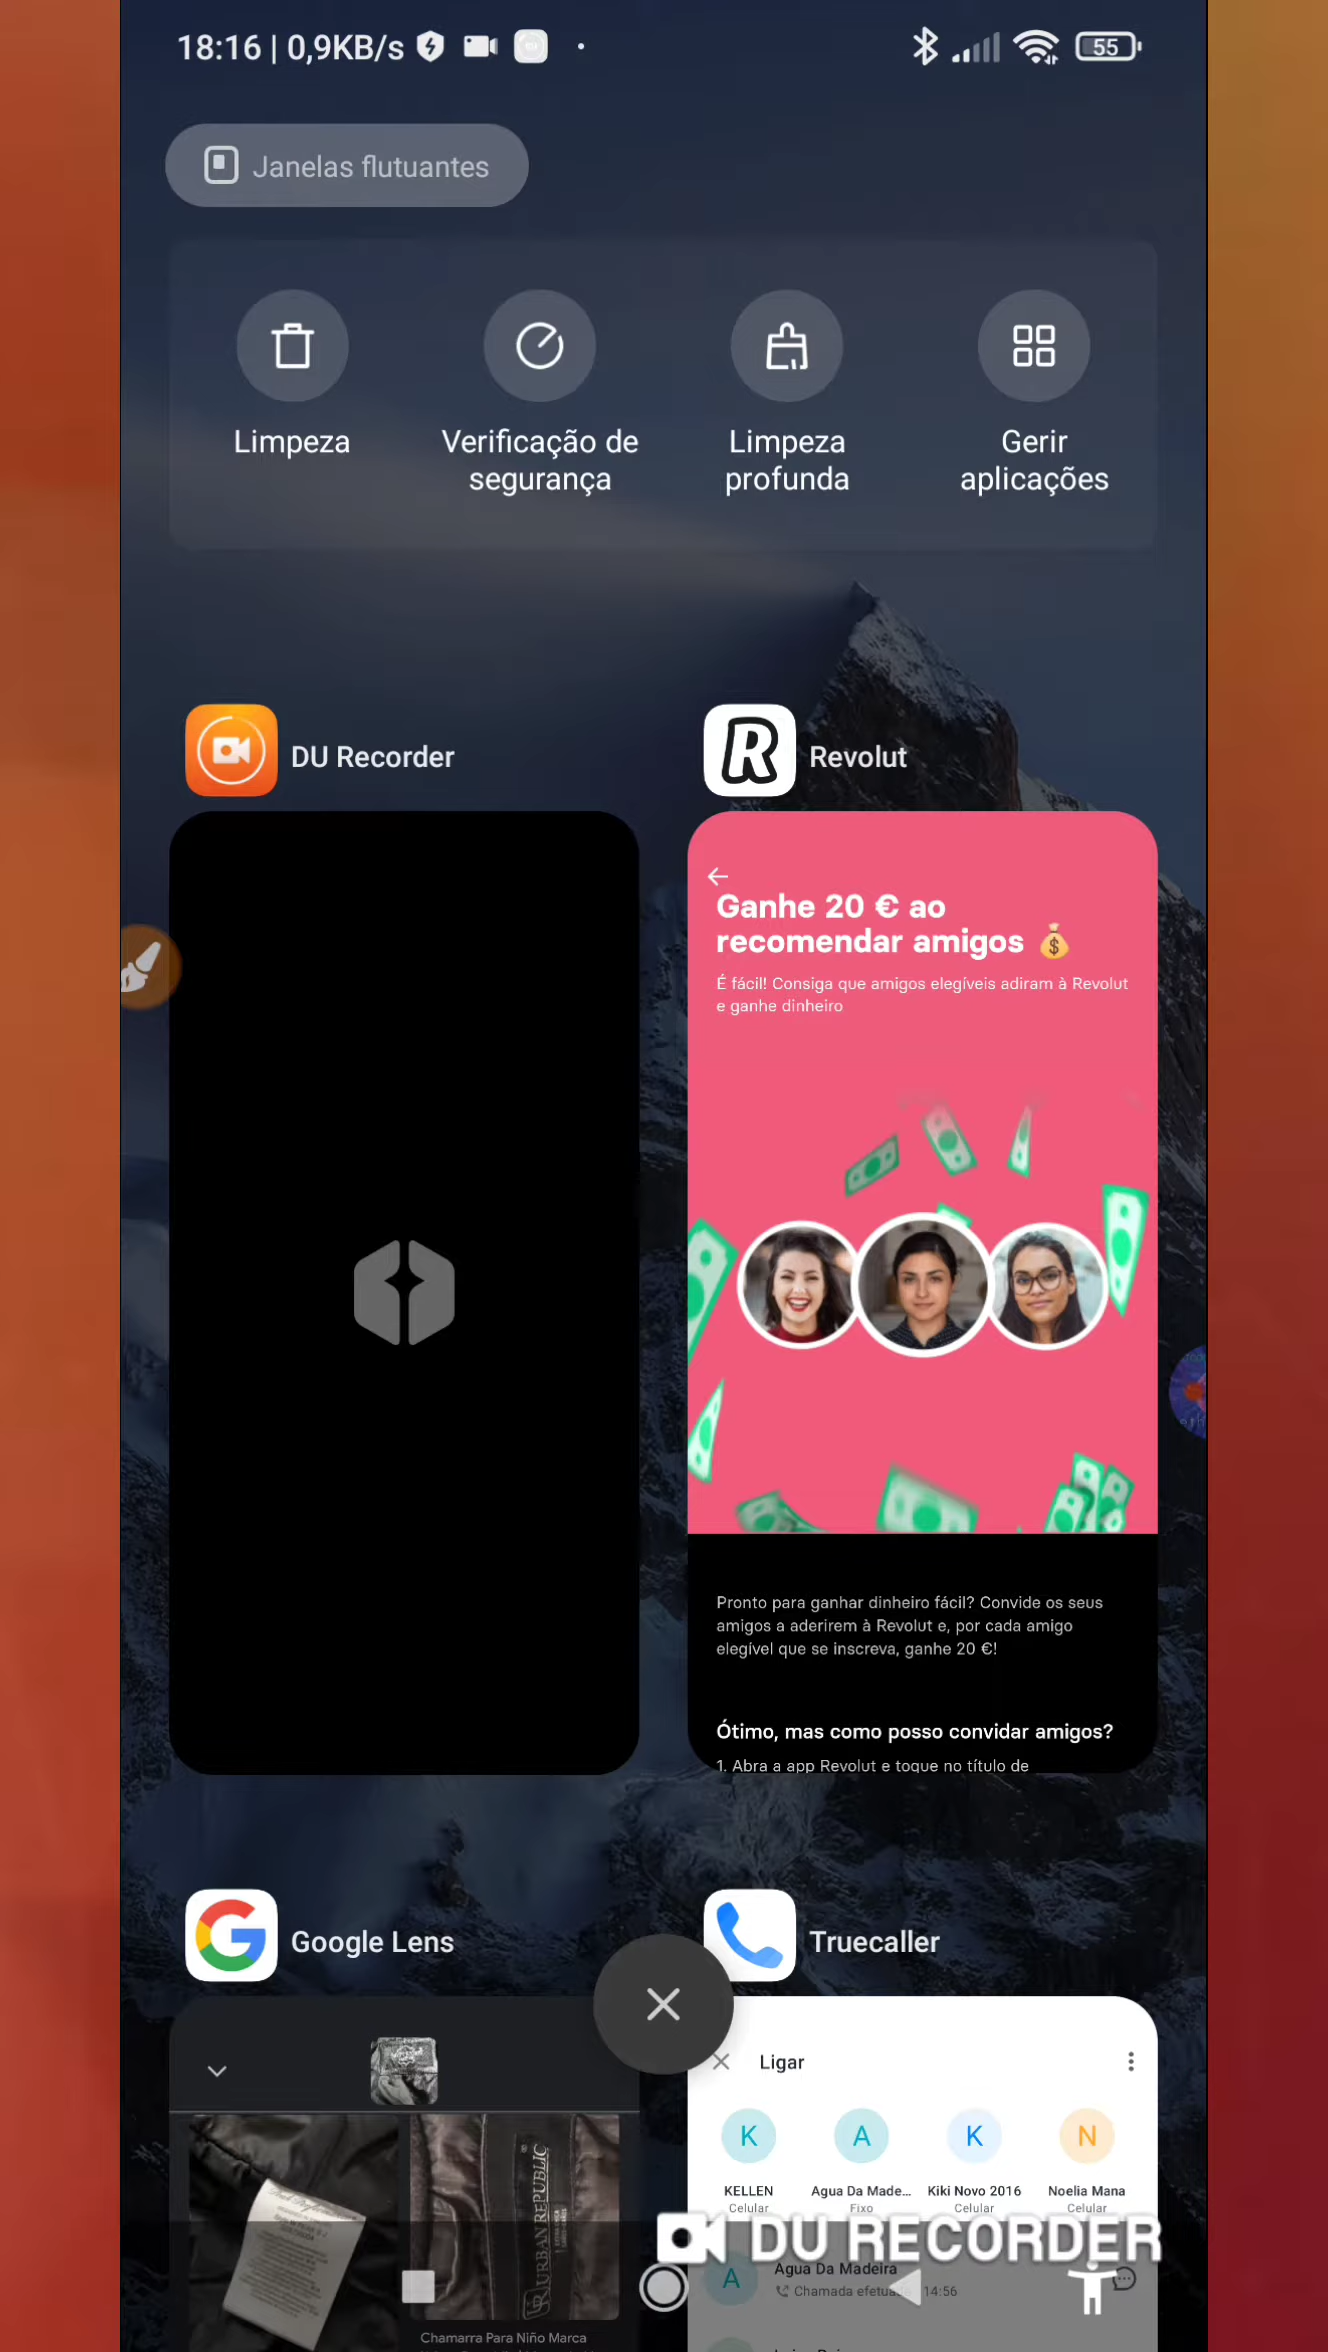 18:16 | 0,9KB/s
55
Janelas flutuantes
Limpeza
Verificação de
segurança
Limpeza
profunda
Gerir
aplicações
DU Recorder
Revolut
Ganhe 20 € ao
recomendar amigos
É fácil! Consiga que amigos elegíveis adiram à Revolut
e ganhe dinheiro
Pronto para ganhar dinheiro fácil? Convide os seus
amigos a aderirem à Revolut e, por cada amigo
elegível que se inscreva, ganhe 20 €!
Ótimo, mas como posso convidar amigos?
1. Abra a app Revolut e toque no título de
Google Lens
Truecaller
Ligar
K
A
K
N
KELLEN
Agua Da Made...
Kiki Novo 2016
Noelia Mana
Celular
Fixo
Celular
Celular
URBAN REPUBLIC
DU RECORDER
A
Agua Da Madeira
Chamada efetuada 14:56
Chamarra Para Niño Marca